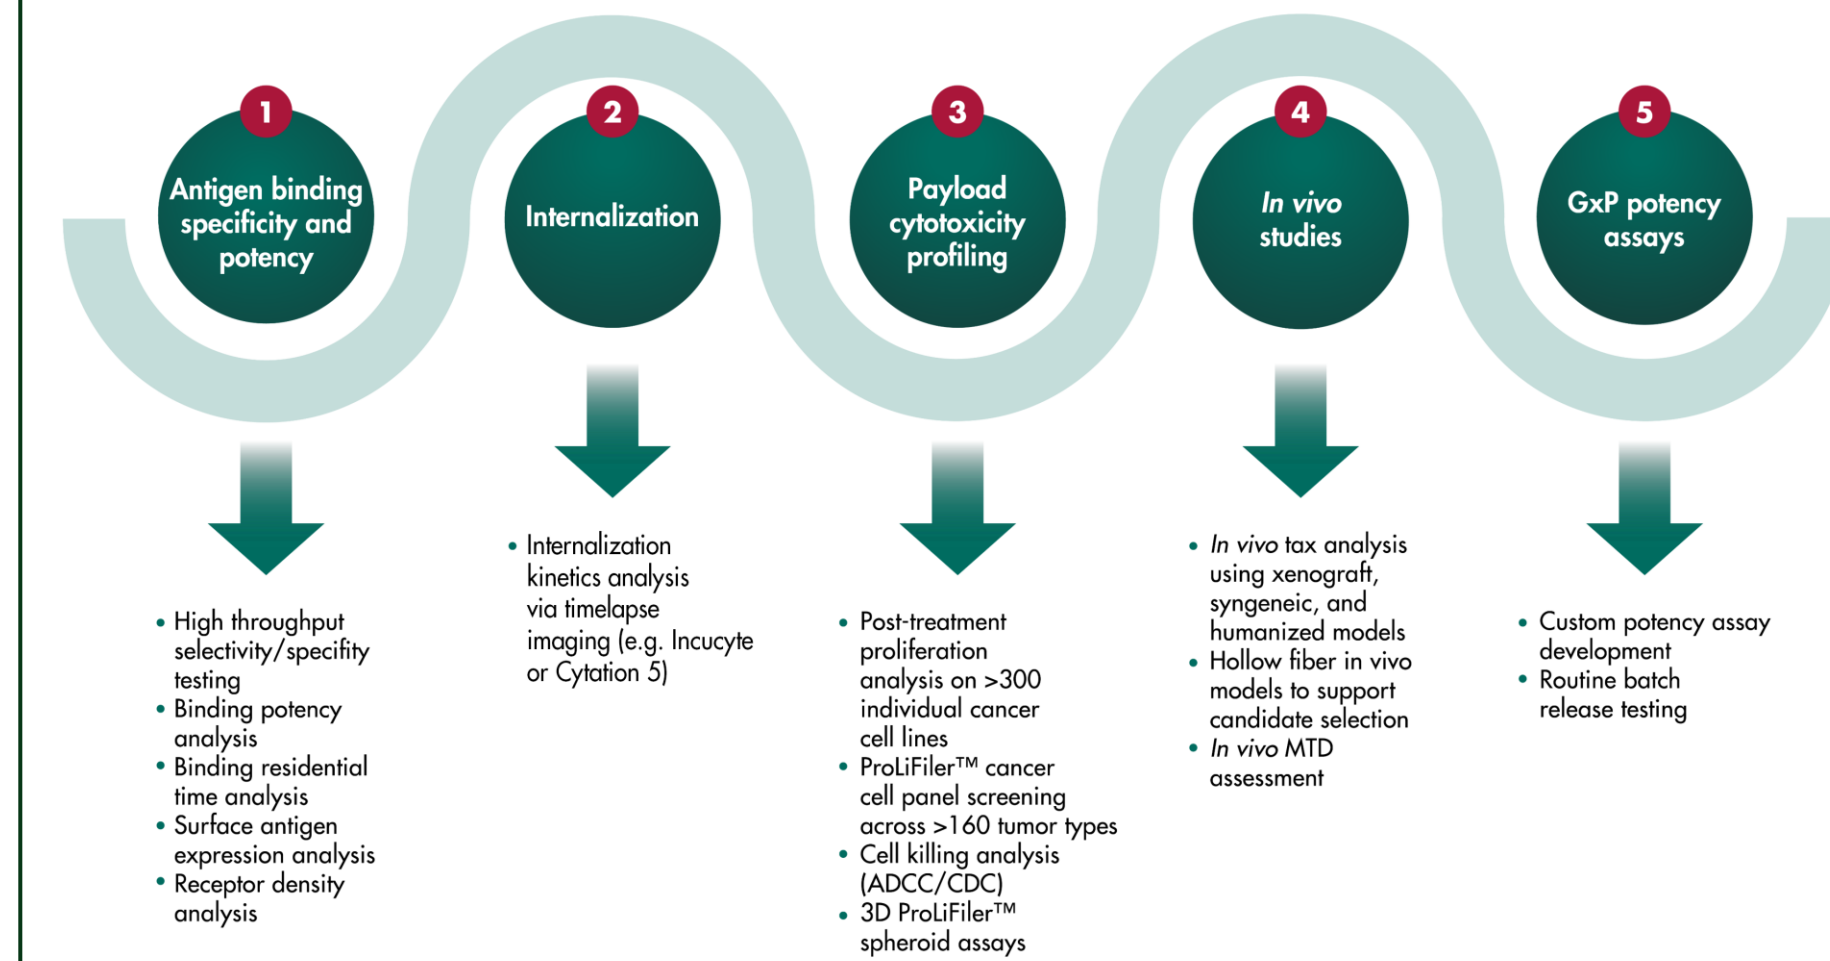 1
Antigen binding
specificity and
potency
2
Internalization
3
Payload
cytotoxicity
profiling
4
In vivo
studies
5
GxP potency
assays
• High throughput
selectivity/specifity
testing
• Binding potency
analysis
• Binding residential
time analysis
• Surface antigen
expression analysis
• Receptor density
analysis
• Internalization
kinetics analysis
via timelapse
imaging (e.g. Incucyte
or Cytation 5)
• Post-treatment
proliferation
analysis on >300
individual cancer
cell lines
• ProLiFiler™ cancer
cell panel screening
across >160 tumor types
• Cell killing analysis
(ADCC/CDC)
• 3D ProLiFiler™
spheroid assays
• In vivo tax analysis
using xenograft,
syngeneic, and
humanized models
• Hollow fiber in vivo
models to support
candidate selection
• In vivo MTD
assessment
• Custom potency assay
development
• Routine batch
release testing